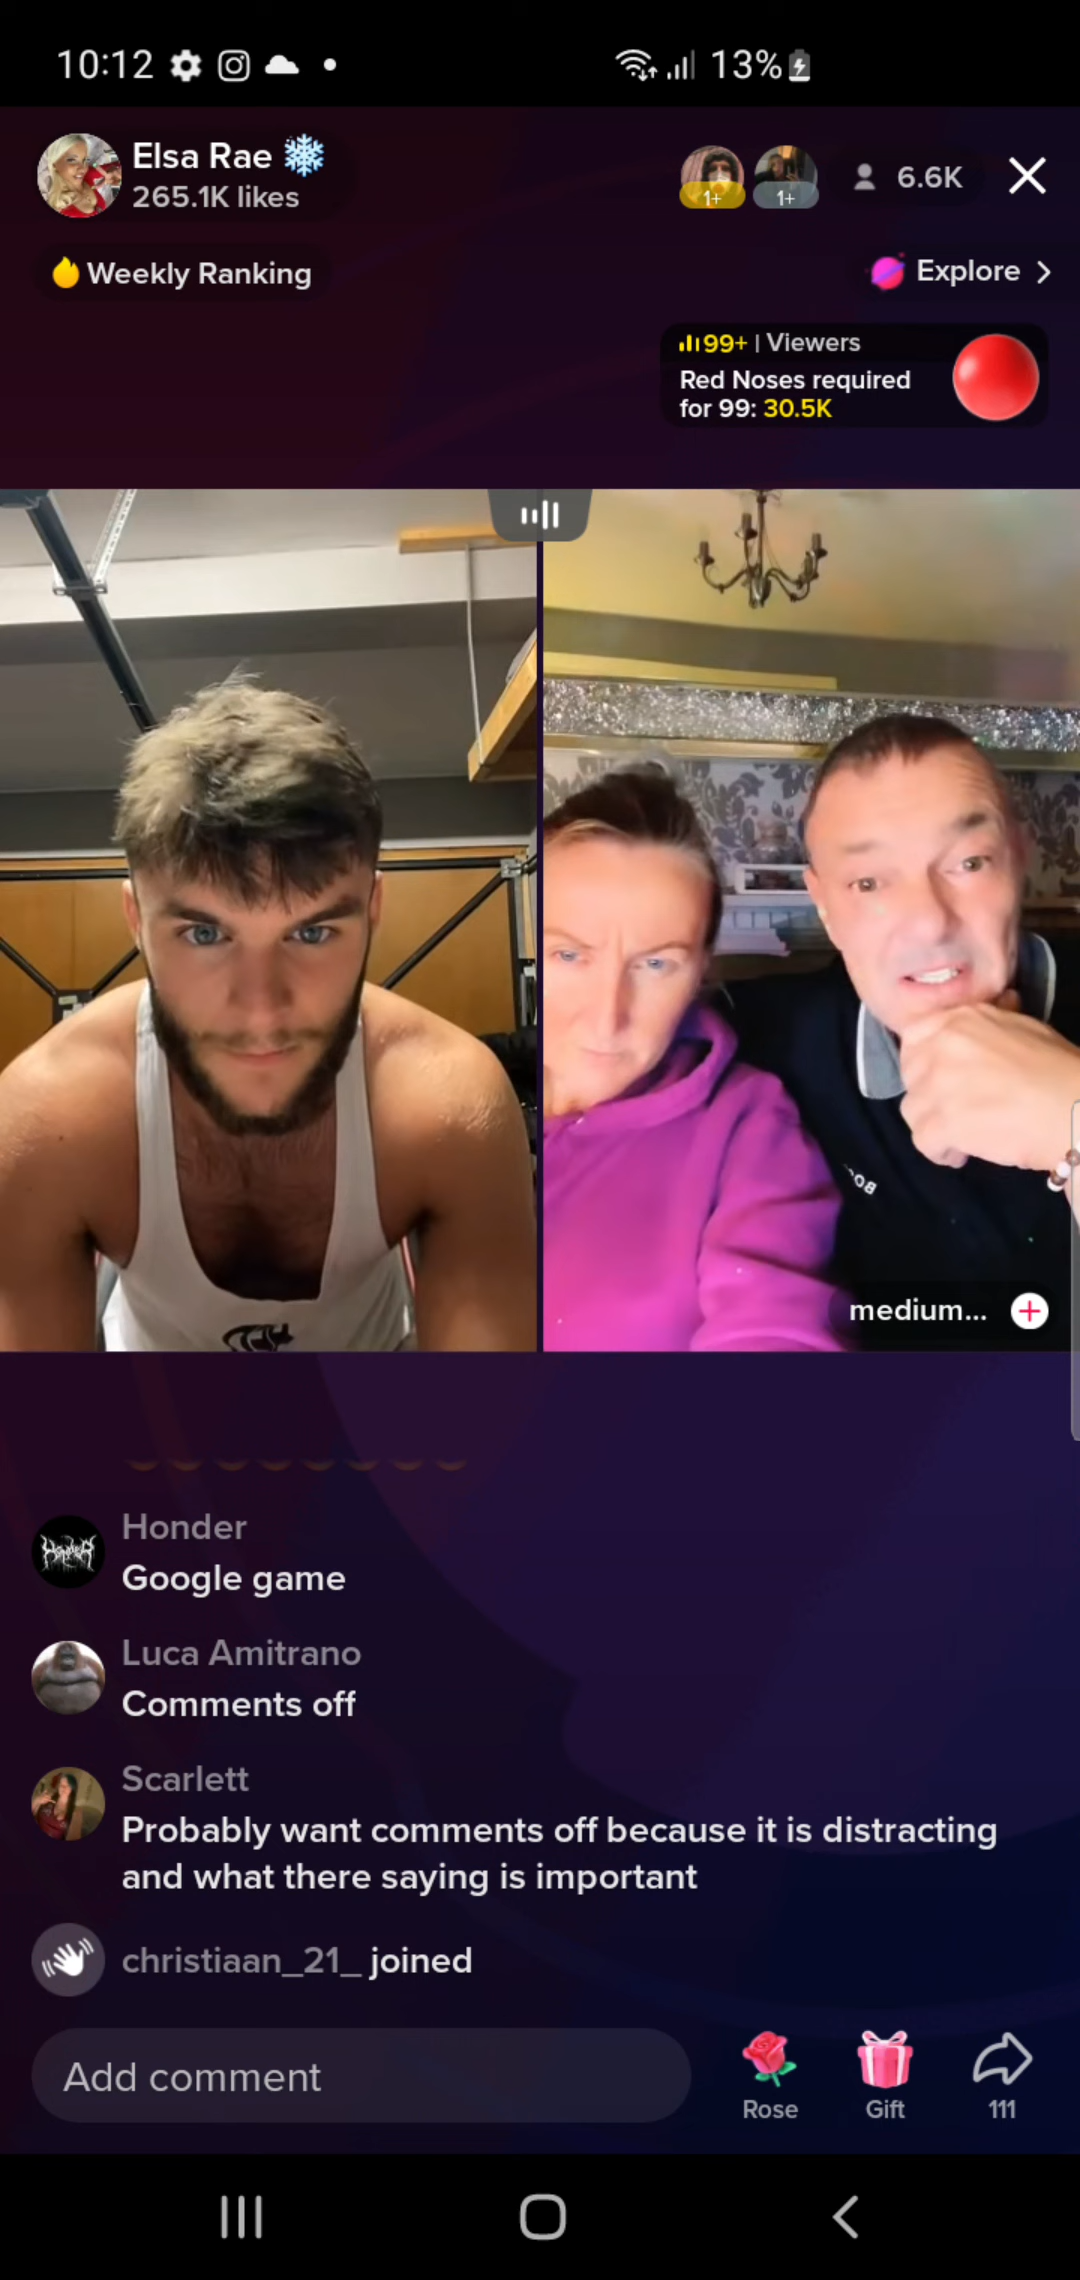 10:12
13%
Elsa Rae ❄️
265.1K likes
1+
1+
6.6K
Weekly Ranking
Explore >
99+ | Viewers
Red Noses required
for 99: 30.5K
medium...
Honder
Google game
Luca Amitrano
Comments off
Scarlett
Probably want comments off because it is distracting
and what there saying is important
christiaan_21_ joined
Add comment
Rose
Gift
111